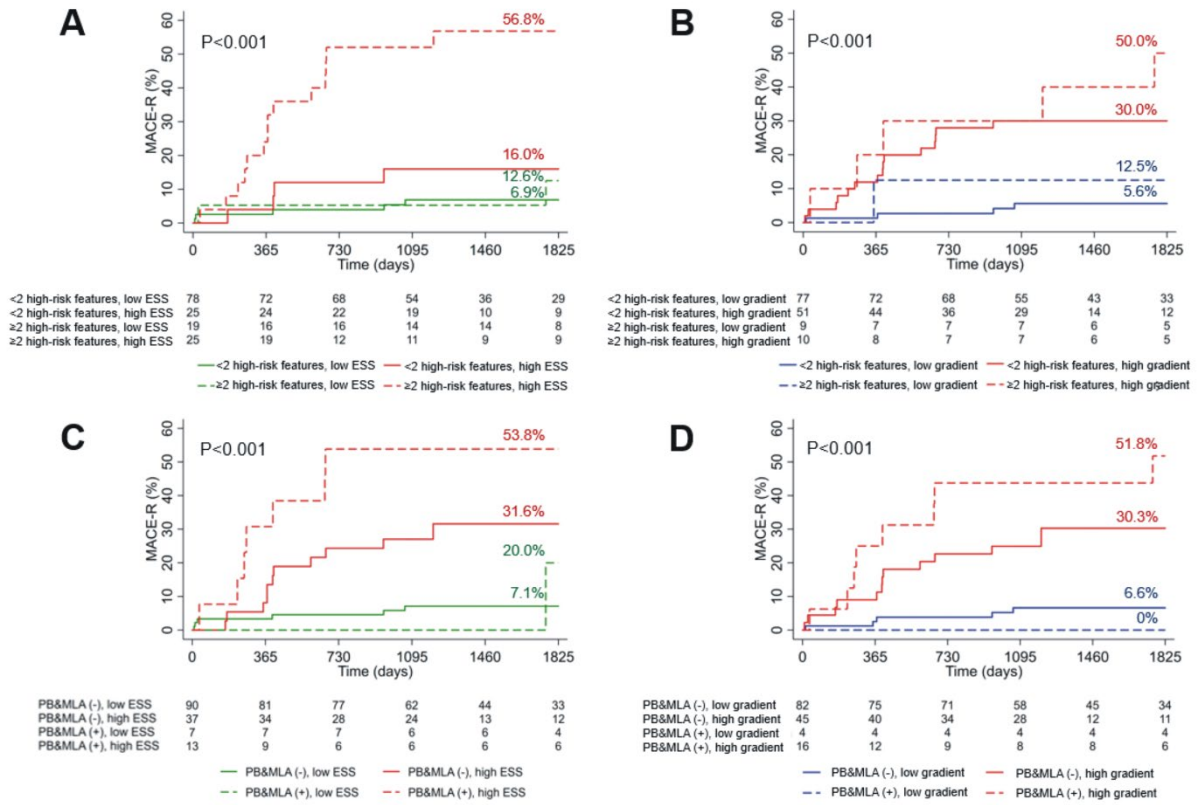 A
P<0.001
MACE-R (%)
60
50
40
30
20
10
0
56.8%
16.0%
12.6%
6.9%
0 365 730 1095 1460 1825
Time (days)
<2 high-risk features, low ESS 78 72 68 54 36 29
<2 high-risk features, high ESS 25 24 22 19 10 9
≥2 high-risk features, low ESS 19 16 16 14 14 8
≥2 high-risk features, high ESS 25 19 12 11 9 9
<2 high-risk features, low ESS <2 high-risk features, high ESS
≥2 high-risk features, low ESS ≥2 high-risk features, high ESS
B
P<0.001
MACE-R (%)
60
50
40
30
20
10
0
50.0%
30.0%
12.5%
5.6%
0 365 730 1095 1460 1825
Time (days)
<2 high-risk features, low gradient 77 72 68 55 43 33
<2 high-risk features, high gradient 51 44 36 29 14 12
≥2 high-risk features, low gradient 9 7 7 7 6 5
≥2 high-risk features, high gradient 10 8 7 7 6 5
<2 high-risk features, low gradient <2 high-risk features, high gradient
≥2 high-risk features, low gradient ≥2 high-risk features, high gradient
C
P<0.001
MACE-R (%)
60
50
40
30
20
10
0
53.8%
31.6%
20.0%
7.1%
0 365 730 1095 1460 1825
Time (days)
PB&MLA (-), low ESS 90 81 77 62 44 33
PB&MLA (-), high ESS 37 34 28 24 13 12
PB&MLA (+), low ESS 7 7 7 6 6 4
PB&MLA (+), high ESS 13 9 6 6 6 6
PB&MLA (-), low ESS PB&MLA (-), high ESS
PB&MLA (+), low ESS PB&MLA (+), high ESS
D
P<0.001
MACE-R (%)
60
50
40
30
20
10
0
51.8%
30.3%
6.6%
0%
0 365 730 1095 1460 1825
Time (days)
PB&MLA (-), low gradient 82 75 71 58 45 34
PB&MLA (-), high gradient 45 40 34 28 12 11
PB&MLA (+), low gradient 4 4 4 4 4 4
PB&MLA (+), high gradient 16 12 9 8 8 6
PB&MLA (-), low gradient PB&MLA (-), high gradient
PB&MLA (+), low gradient PB&MLA (+), high gradient